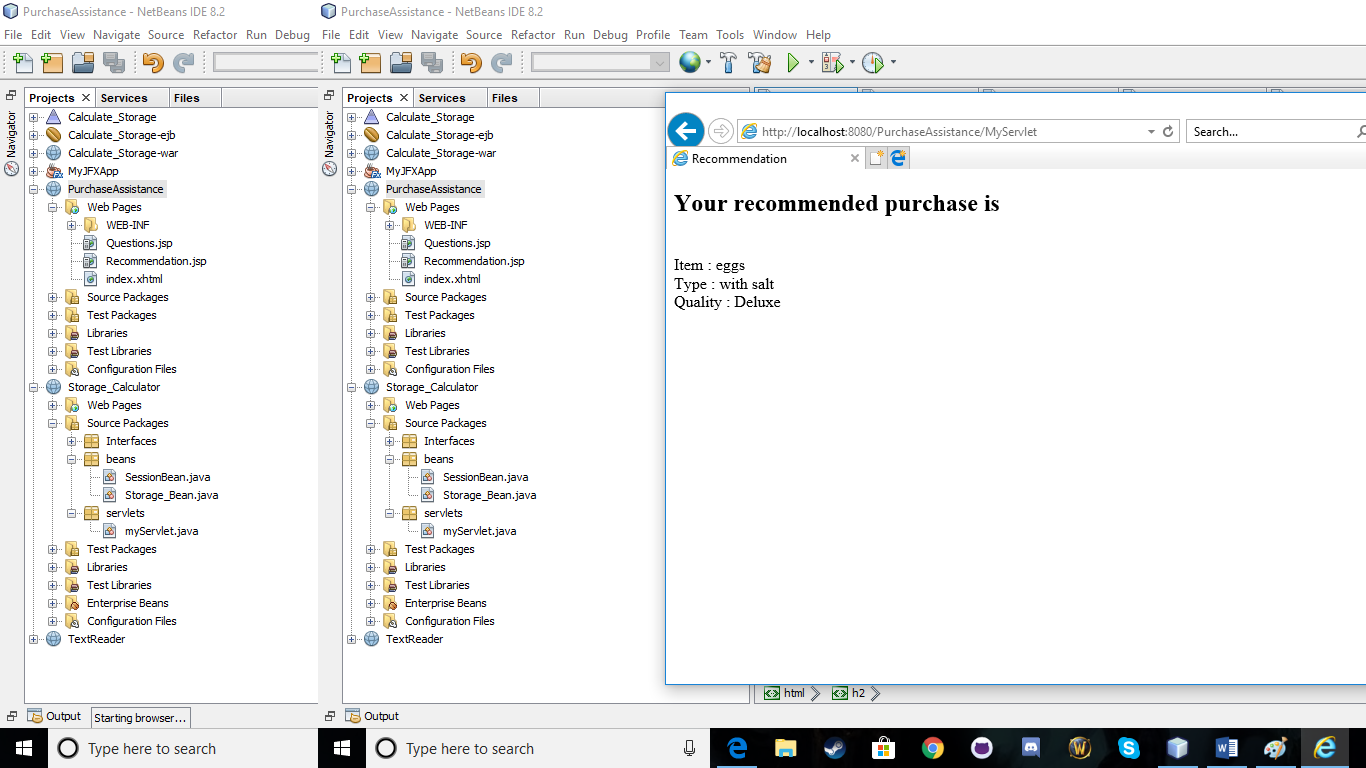 PurchaseAssistance - NetBeans IDE 8.2
File Edit View Navigate Source Refactor Run Debug
Projects Services Files
Navigator
Calculate_Storage
Calculate_Storage-ejb
Calculate_Storage-war
MyJFXApp
PurchaseAssistance
Web Pages
WEB-INF
Questions.jsp
Recommendation.jsp
index.xhtml
Source Packages
Test Packages
Libraries
Test Libraries
Configuration Files
Storage_Calculator
Web Pages
Source Packages
Interfaces
beans
SessionBean.java
Storage_Bean.java
servlets
myServlet.java
Test Packages
Libraries
Test Libraries
Enterprise Beans
Configuration Files
TextReader
Output Starting browser...
Type here to search
PurchaseAssistance - NetBeans IDE 8.2
File Edit View Navigate Source Refactor Run Debug Profile Team Tools Window Help
Projects Services Files
Navigator
Calculate_Storage
Calculate_Storage-ejb
Calculate_Storage-war
MyJFXApp
PurchaseAssistance
Web Pages
WEB-INF
Questions.jsp
Recommendation.jsp
index.xhtml
Source Packages
Test Packages
Libraries
Test Libraries
Configuration Files
Storage_Calculator
Web Pages
Source Packages
Interfaces
beans
SessionBean.java
Storage_Bean.java
servlets
myServlet.java
Test Packages
Libraries
Test Libraries
Enterprise Beans
Configuration Files
TextReader
Output
Type here to search
http://localhost:8080/PurchaseAssistance/MyServlet Search...
Recommendation
Your recommended purchase is
Item : eggs
Type : with salt
Quality : Deluxe
html h2